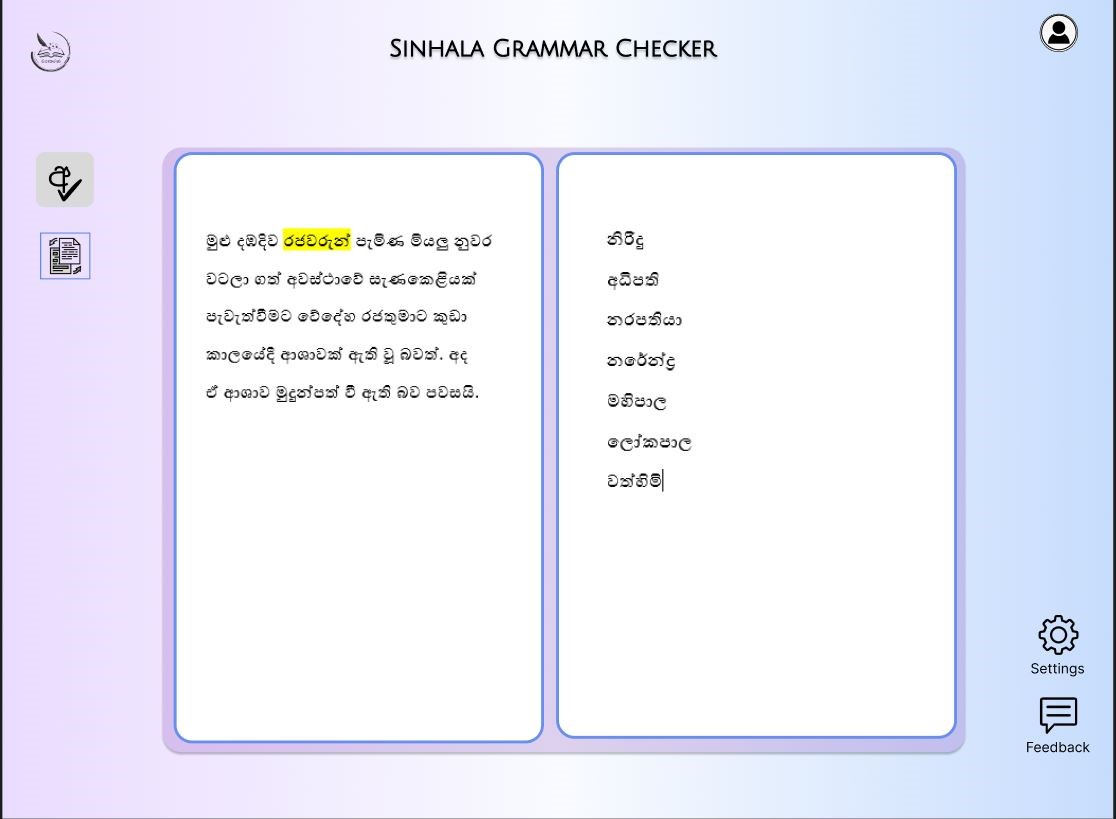 Sinhala Grammar Checker
මුළු දඹදිව රජවරුන් පැමිණ මියලු නුවර
වටලා ගත් අවස්ථාවේ සැණකෙළියක්
පැවැත්වීමට වේදේහ රජතුමාට කුඩා
කාලයේදී ආශාවක් ඇති වූ බවත්. අද
ඒ ආශාව මුදුන්පත් වී ඇති බව පවසයි.
නිරිඳු
අධිපති
නරපතියා
නරේන්ද්‍ර
මහිපාල
ලෝකපාල
වත්හිමි
Settings
Feedback